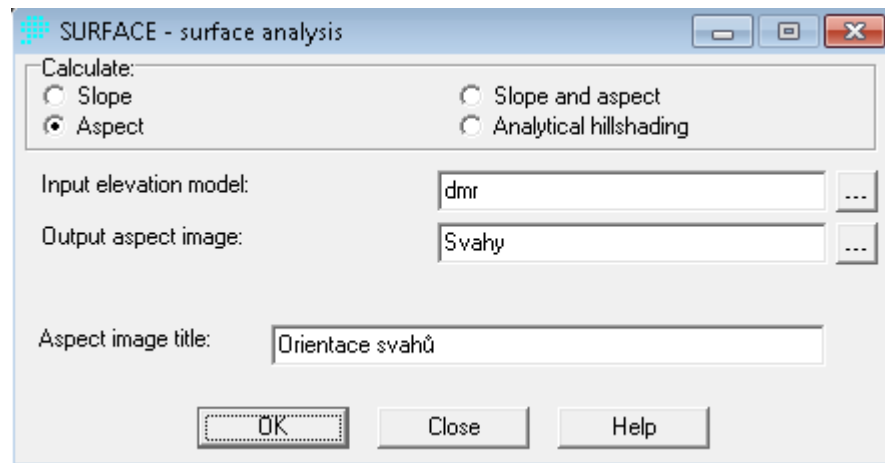 SURFACE - surface analysis
Calculate:
Slope
Slope and aspect
Aspect
Analytical hillshading
Input elevation model:
dmr
...
Output aspect image:
Svahy
...
Aspect image title:
Orientace svahů
OK
Close
Help